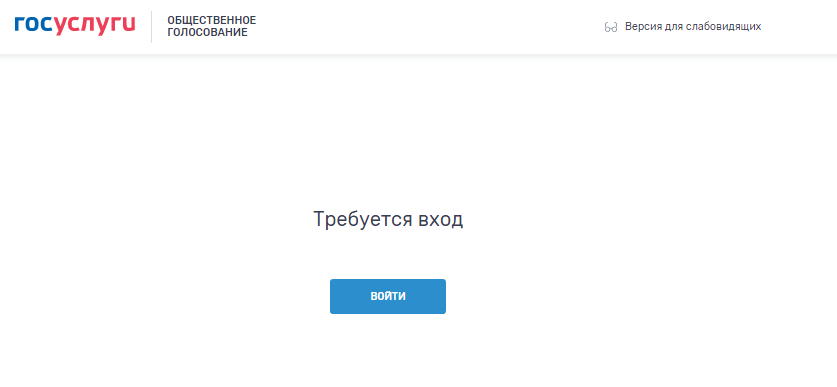 госуслуги
ОБЩЕСТВЕННОЕ
ГОЛОСОВАНИЕ
Версия для слабовидящих
Требуется вход
ВОЙТИ